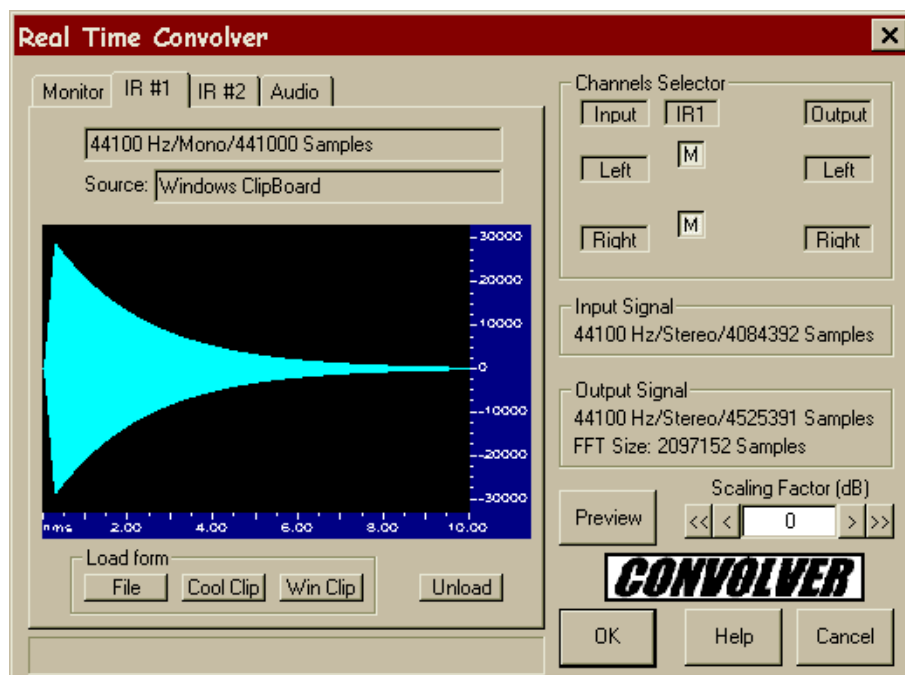 Real Time Convolver
Monitor IR #1 IR #2 Audio
44100 Hz/Mono/441000 Samples
Source: Windows ClipBoard
30000
20000
10000
0
-10000
-20000
-30000
hms 2.00 4.00 6.00 8.00 10.00
Load form
File Cool Clip Win Clip Unload
Channels Selector
Input IR1 Output
M
Left Left
M
Right Right
Input Signal
44100 Hz/Stereo/4084392 Samples
Output Signal
44100 Hz/Stereo/4525391 Samples
FFT Size: 2097152 Samples
Preview
Scaling Factor (dB)
<< < 0 > >>
CONVOLVER
OK Help Cancel